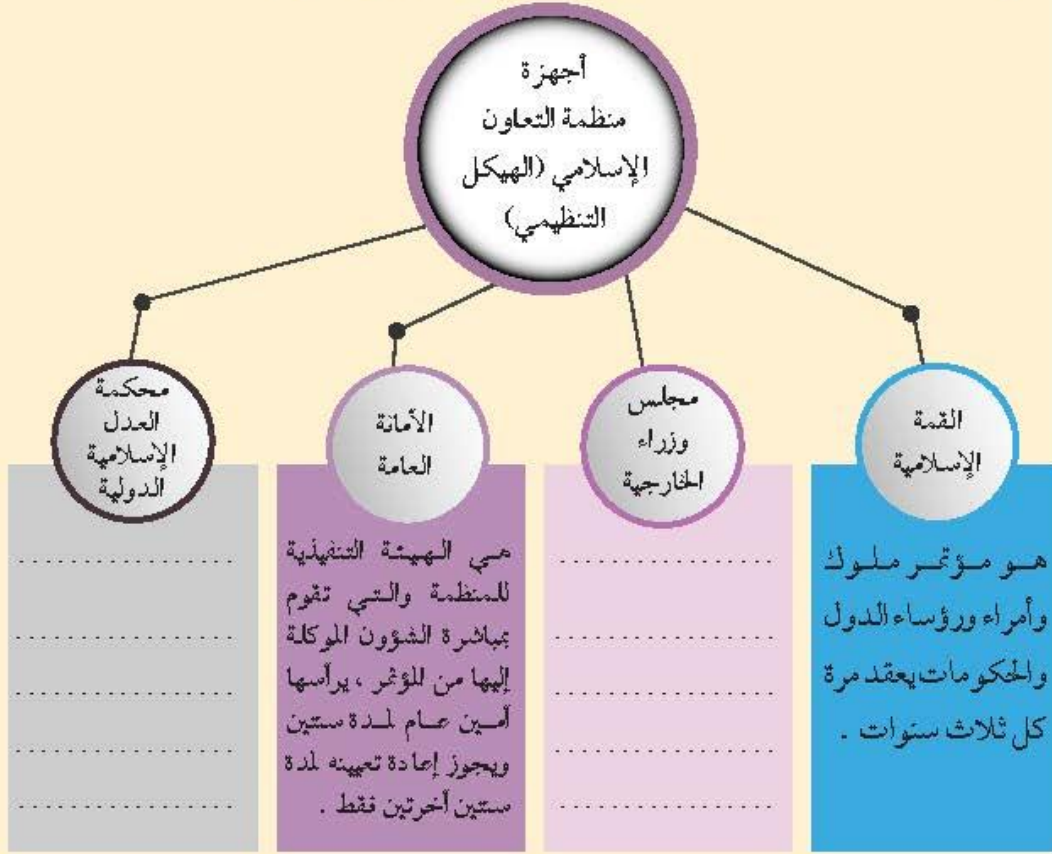 أجهزة
منظمة التعاون
الإسلامي (الهيكل
التنظيمي)
القمة
الإسلامية
هو مؤتمر ملوك
وأمراء ورؤساء الدول
والحكومات يعقد مرة
كل ثلاث سنوات .
مجلس
وزراء
الخارجية
الأمانة
العامة
هي الهيئة التنفيذية
للمنظمة والتي تقوم
بمباشرة الشؤون الموكلة
إليها من المؤتمر ، يرأسها
أمين عام لمدة سنتين
ويجوز إعادة تعيينه لمدة
سنتين آخرتين فقط .
محكمة
العدل
الإسلامية
الدولية